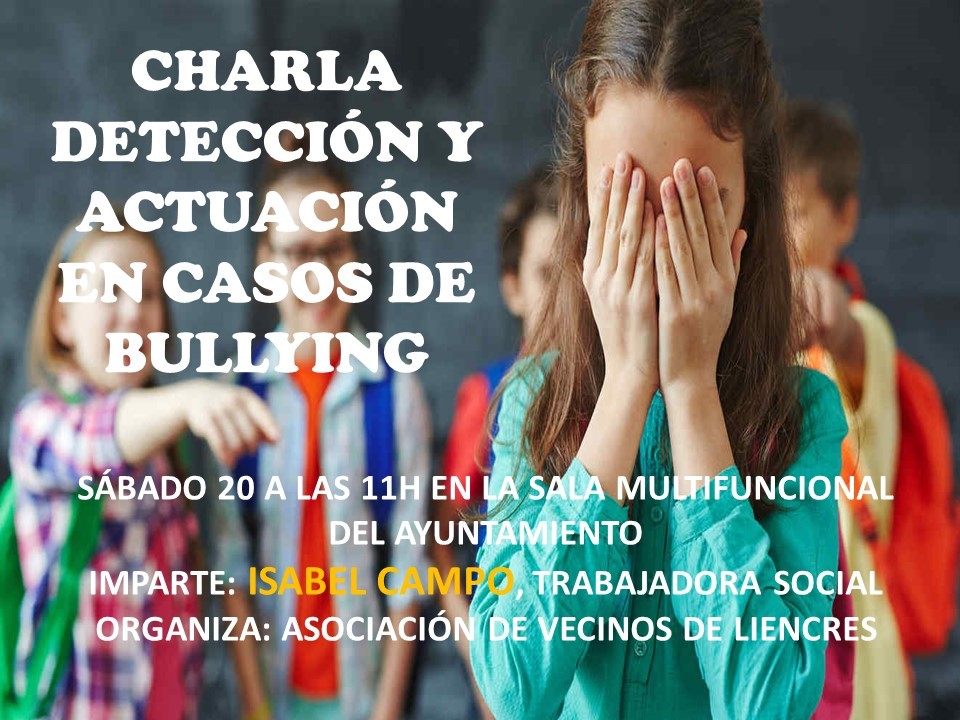 CHARLA
DETECCIÓN Y
ACTUACIÓN
EN CASOS DE
BULLYING
SÁBADO 20 A LAS 11H EN LA SALA MULTIFUNCIONAL
DEL AYUNTAMIENTO
IMPARTE: ISABEL CAMPO, TRABAJADORA SOCIAL
ORGANIZA: ASOCIACIÓN DE VECINOS DE LIENCRES